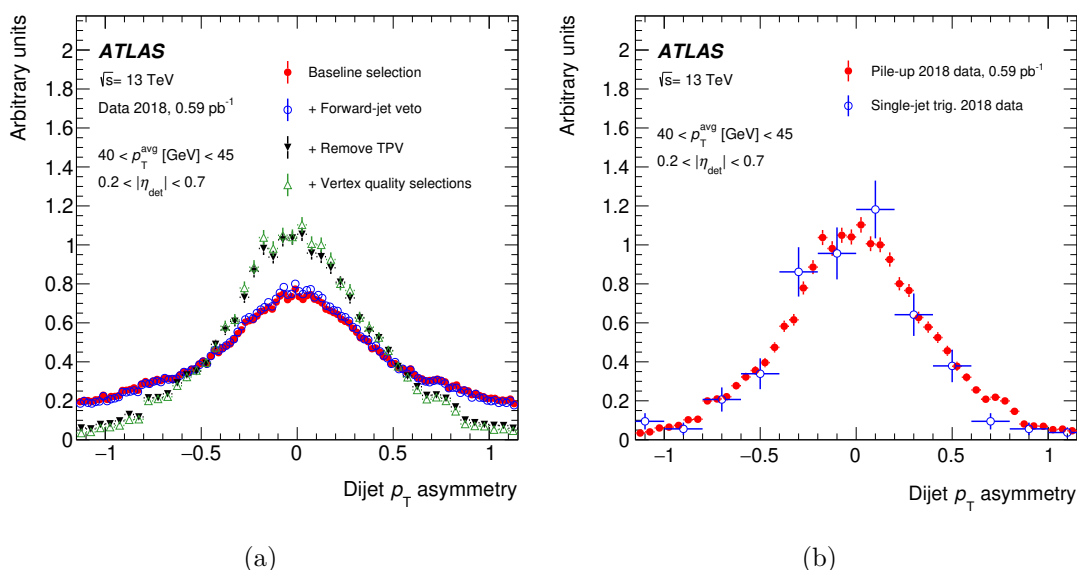 Arbitrary units
2
1.8
1.6
1.4
1.2
1
0.8
0.6
0.4
0.2
0
ATLAS
√s= 13 TeV
Data 2018, 0.59 pb⁻¹
40 < p_T^avg [GeV] < 45
0.2 < |η_det| < 0.7
Baseline selection
+ Forward-jet veto
+ Remove TPV
+ Vertex quality selections
−1 −0.5 0 0.5 1
Dijet p_T asymmetry
(a)
Arbitrary units
2
1.8
1.6
1.4
1.2
1
0.8
0.6
0.4
0.2
0
ATLAS
√s= 13 TeV
40 < p_T^avg [GeV] < 45
0.2 < |η_det| < 0.7
Pile-up 2018 data, 0.59 pb⁻¹
Single-jet trig. 2018 data
−1 −0.5 0 0.5 1
Dijet p_T asymmetry
(b)